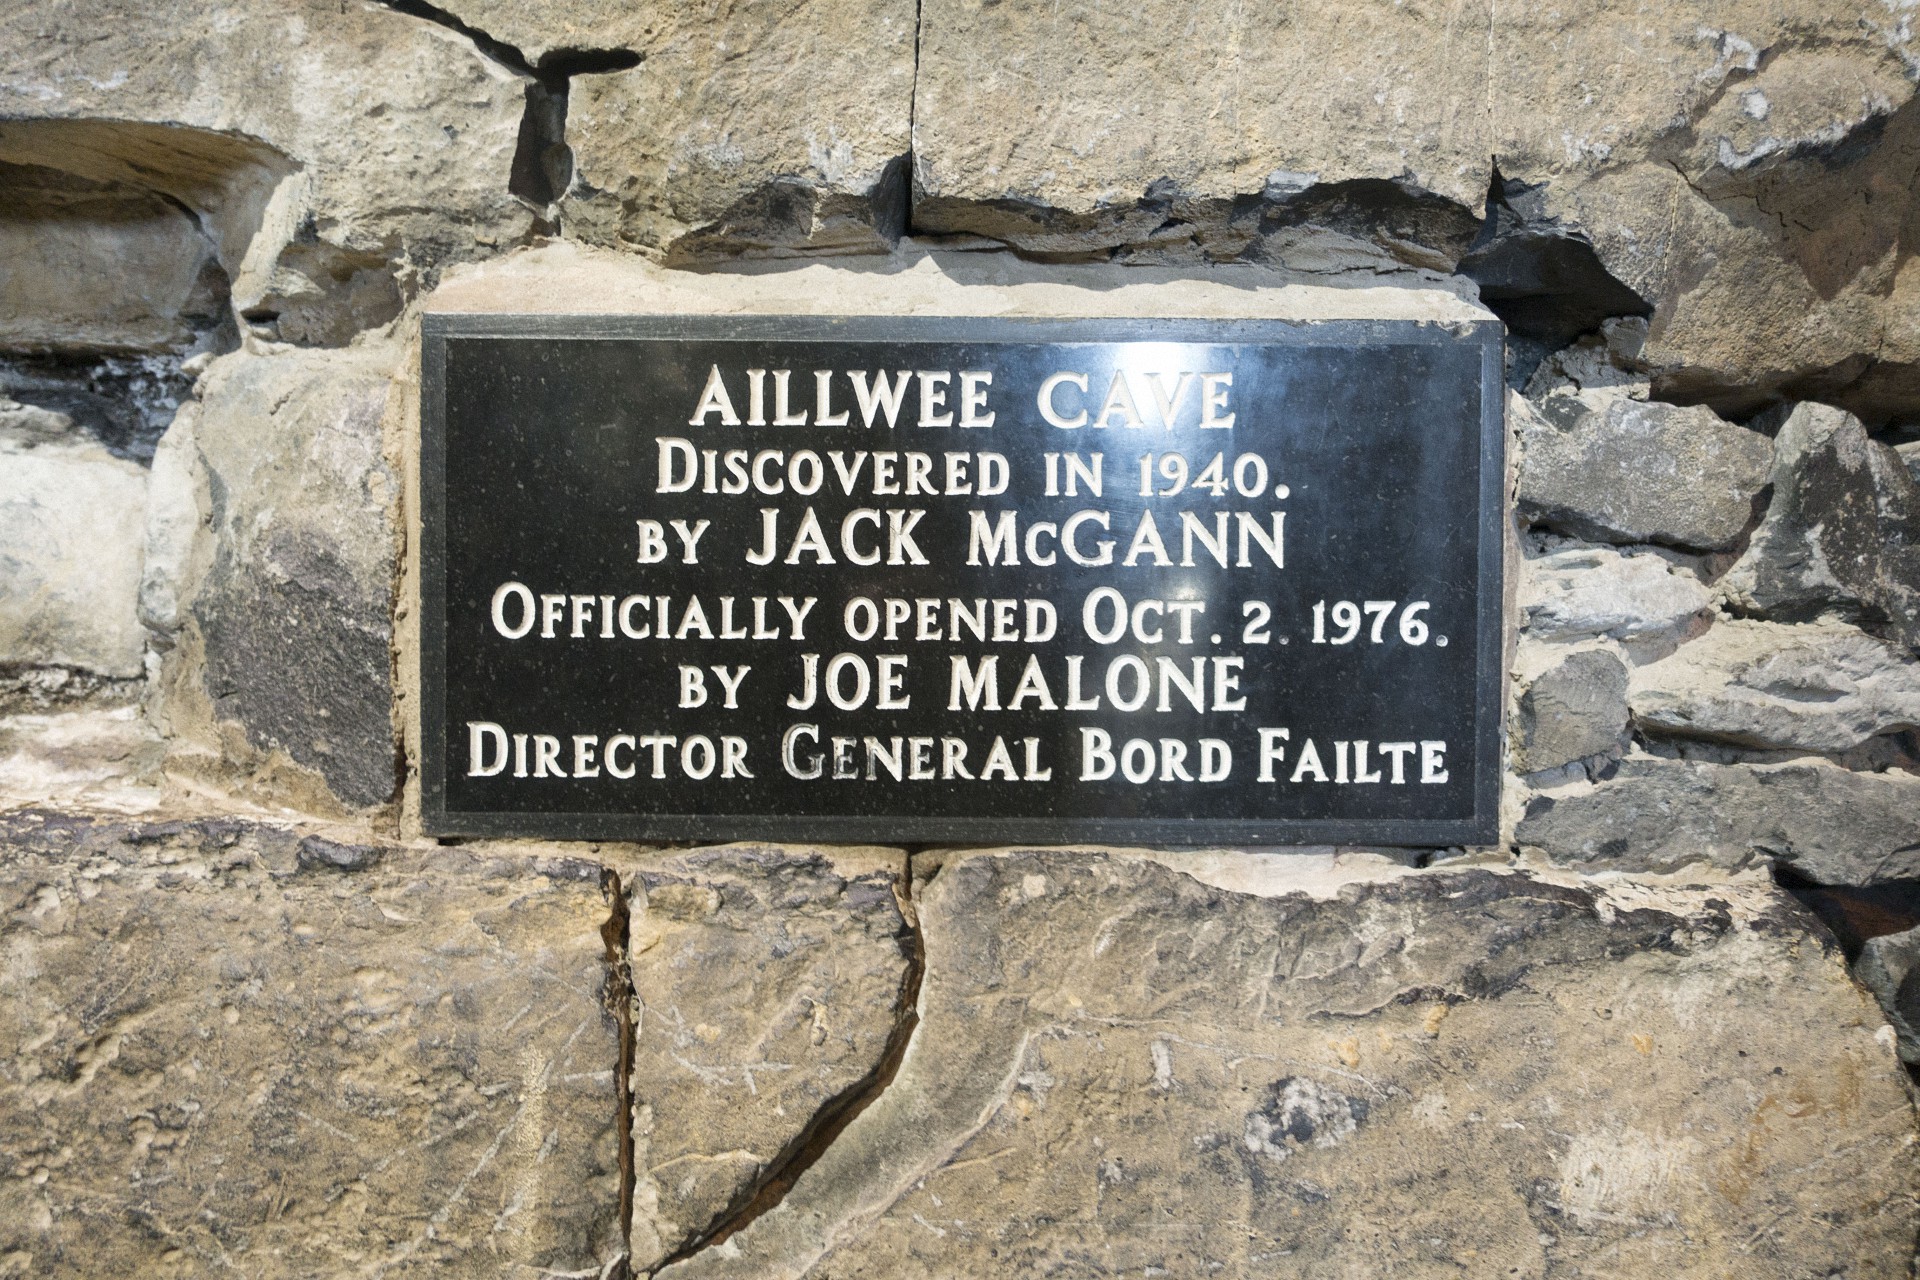 AILLWEE CAVE
DISCOVERED IN 1940.
BY JACK McGANN
OFFICIALLY OPENED OCT. 2. 1976.
BY JOE MALONE
DIRECTOR GENERAL BORD FAILTE